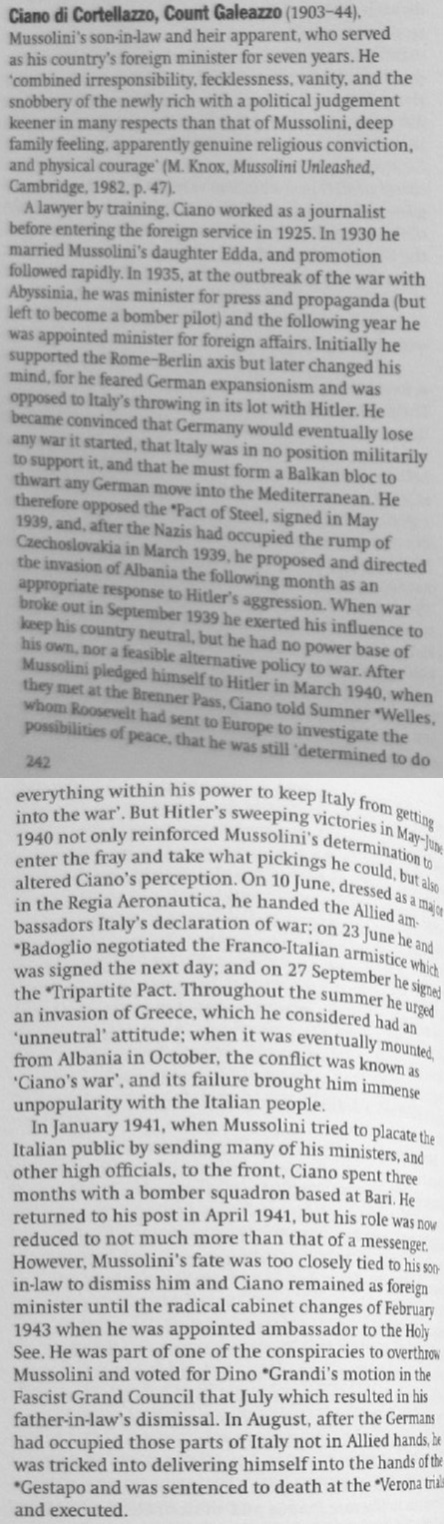 Ciano di Cortellazzo, Count Galeazzo (1903–44),
Mussolini's son-in-law and heir apparent, who served
as his country's foreign minister for seven years. He
'combined irresponsibility, fecklessness, vanity, and the
snobbery of the newly rich with a political judgement
keener in many respects than that of Mussolini, deep
family feeling, apparently genuine religious conviction,
and physical courage' (M. Knox, Mussolini Unleashed,
Cambridge, 1982, p. 47).
A lawyer by training, Ciano worked as a journalist
before entering the foreign service in 1925. In 1930 he
married Mussolini's daughter Edda, and promotion
followed rapidly. In 1935, at the outbreak of the war with
Abyssinia, he was minister for press and propaganda (but
left to become a bomber pilot) and the following year he
was appointed minister for foreign affairs. Initially he
supported the Rome–Berlin axis but later changed his
mind, for he feared German expansionism and was
opposed to Italy's throwing in its lot with Hitler. He
became convinced that Germany would eventually lose
any war it started, that Italy was in no position militarily
to support it, and that he must form a Balkan bloc to
thwart any German move into the Mediterranean. He
therefore opposed the *Pact of Steel, signed in May
1939, and, after the Nazis had occupied the rump of
Czechoslovakia in March 1939, he proposed and directed
the invasion of Albania the following month as an
appropriate response to Hitler's aggression. When war
broke out in September 1939 he exerted his influence to
keep his country neutral, but he had no power base of
his own, nor a feasible alternative policy to war. After
Mussolini pledged himself to Hitler in March 1940, when
they met at the Brenner Pass, Ciano told Sumner *Welles,
whom Roosevelt had sent to Europe to investigate the
possibilities of peace, that he was still 'determined to do
242
everything within his power to keep Italy from getting
into the war'. But Hitler's sweeping victories in May–June
1940 not only reinforced Mussolini's determination to
enter the fray and take what pickings he could, but also
altered Ciano's perception. On 10 June, dressed as a major
in the Regia Aeronautica, he handed the Allied am-
bassadors Italy's declaration of war; on 23 June he and
*Badoglio negotiated the Franco-Italian armistice which
was signed the next day; and on 27 September he signed
the *Tripartite Pact. Throughout the summer he urged
an invasion of Greece, which he considered had an
'unneutral' attitude; when it was eventually mounted,
from Albania in October, the conflict was known as
'Ciano's war', and its failure brought him immense
unpopularity with the Italian people.
In January 1941, when Mussolini tried to placate the
Italian public by sending many of his ministers, and
other high officials, to the front, Ciano spent three
months with a bomber squadron based at Bari. He
returned to his post in April 1941, but his role was now
reduced to not much more than that of a messenger.
However, Mussolini's fate was too closely tied to his son-
in-law to dismiss him and Ciano remained as foreign
minister until the radical cabinet changes of February
1943 when he was appointed ambassador to the Holy
See. He was part of one of the conspiracies to overthrow
Mussolini and voted for Dino *Grandi's motion in the
Fascist Grand Council that July which resulted in his
father-in-law's dismissal. In August, after the Germans
had occupied those parts of Italy not in Allied hands, he
was tricked into delivering himself into the hands of the
*Gestapo and was sentenced to death at the *Verona trials
and executed.